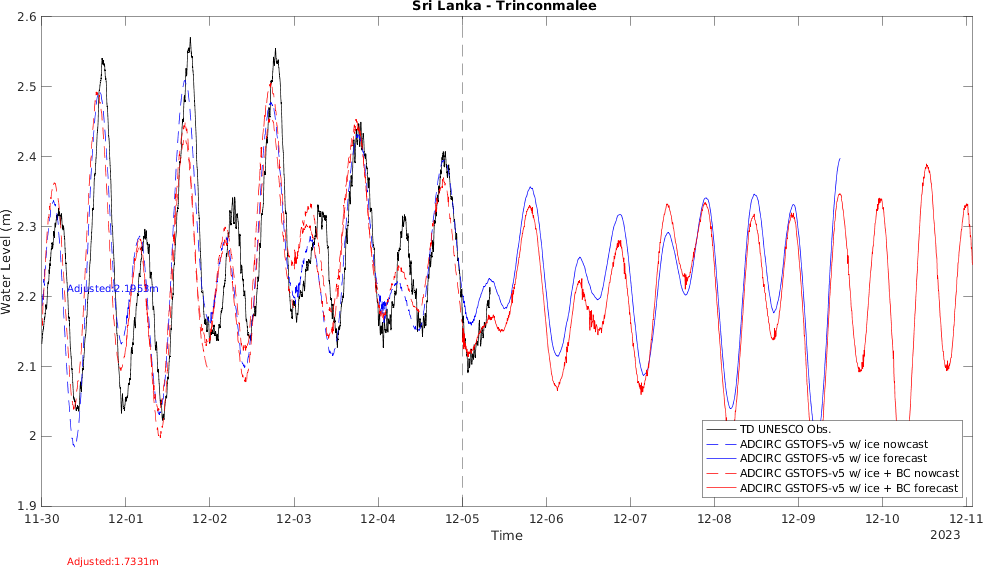 Sri Lanka - Trinconmalee
2.6
2.5
2.4
2.3
2.2
2.1
2
1.9
Water Level (m)
Adjusted:2.1953m
TD UNESCO Obs.
ADCIRC GSTOFS-v5 w/ ice nowcast
ADCIRC GSTOFS-v5 w/ ice forecast
ADCIRC GSTOFS-v5 w/ ice + BC nowcast
ADCIRC GSTOFS-v5 w/ ice + BC forecast
11-30 12-01 12-02 12-03 12-04 12-05 12-06 12-07 12-08 12-09 12-10 12-11
Time
2023
Adjusted:1.7331m